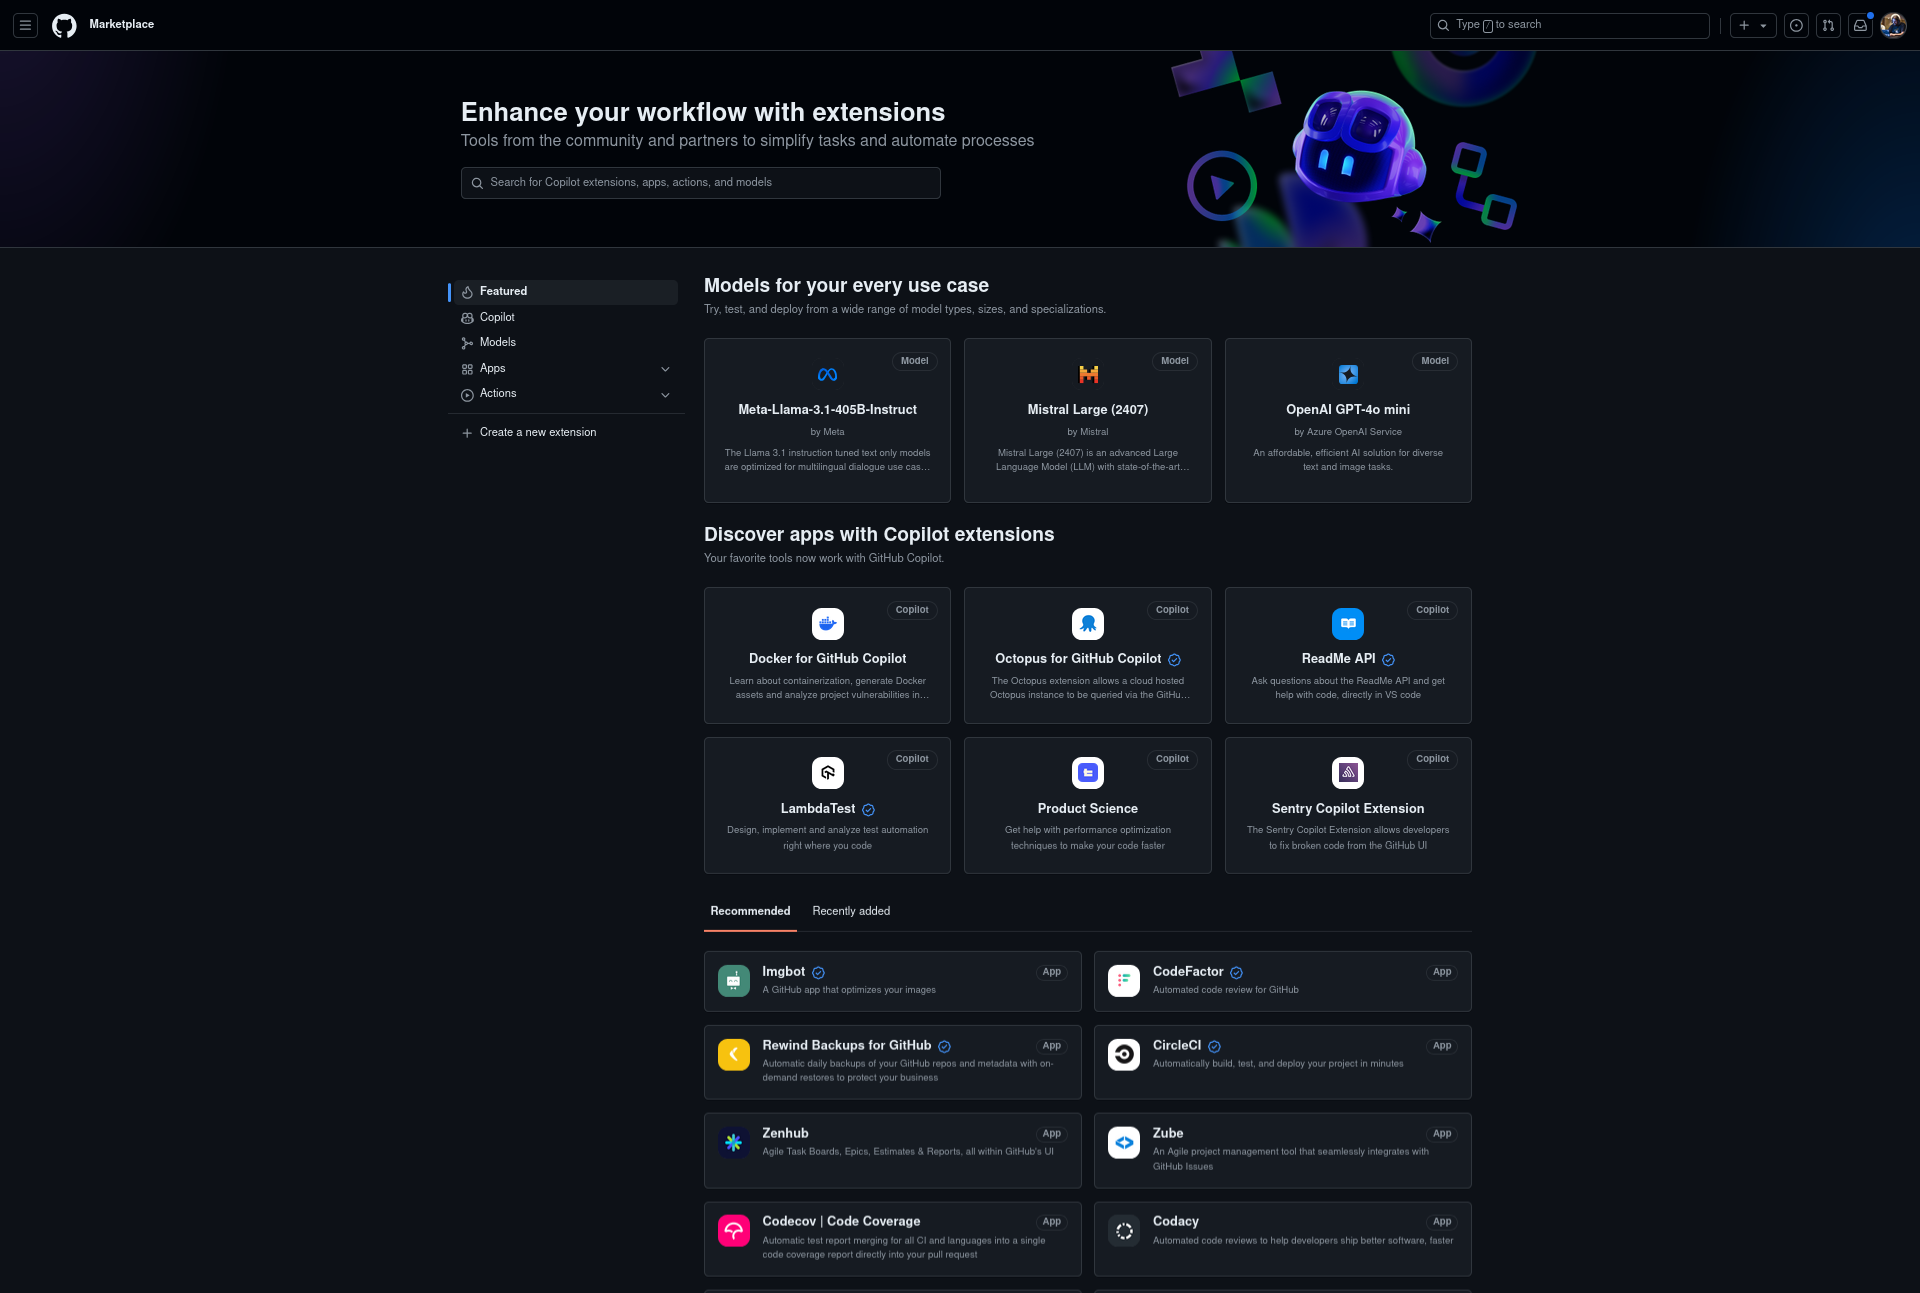 Marketplace
Type / to search
Enhance your workflow with extensions
Tools from the community and partners to simplify tasks and automate processes
Search for Copilot extensions, apps, actions, and models
Featured
Copilot
Models
Apps
Actions
Create a new extension
Models for your every use case
Try, test, and deploy from a wide range of model types, sizes, and specializations.
Model
Meta-Llama-3.1-405B-Instruct
by Meta
The Llama 3.1 instruction tuned text only models
are optimized for multilingual dialogue use cas...
Model
Mistral Large (2407)
by Mistral
Mistral Large (2407) is an advanced Large
Language Model (LLM) with state-of-the-art...
Model
OpenAI GPT-4o mini
by Azure OpenAI Service
An affordable, efficient AI solution for diverse
text and image tasks.
Discover apps with Copilot extensions
Your favorite tools now work with GitHub Copilot.
Copilot
Docker for GitHub Copilot
Learn about containerization, generate Docker
assets and analyze project vulnerabilities in...
Copilot
Octopus for GitHub Copilot
The Octopus extension allows a cloud hosted
Octopus instance to be queried via the GitHu...
Copilot
ReadMe API
Ask questions about the ReadMe API and get
help with code, directly in VS code
Copilot
LambdaTest
Design, implement and analyze test automation
right where you code
Copilot
Product Science
Get help with performance optimization
techniques to make your code faster
Copilot
Sentry Copilot Extension
The Sentry Copilot Extension allows developers
to fix broken code from the GitHub UI
Recommended
Recently added
Imgbot
App
A GitHub app that optimizes your images
CodeFactor
App
Automated code review for GitHub
Rewind Backups for GitHub
App
Automatic daily backups of your GitHub repos and metadata with on-
demand restores to protect your business
CircleCI
App
Automatically build, test, and deploy your project in minutes
Zenhub
App
Agile Task Boards, Epics, Estimates & Reports, all within GitHub's UI
Zube
App
An Agile project management tool that seamlessly integrates with
GitHub Issues
Codecov | Code Coverage
App
Automatic test report merging for all CI and languages into a single
code coverage report directly into your pull request
Codacy
App
Automated code reviews to help developers ship better software, faster